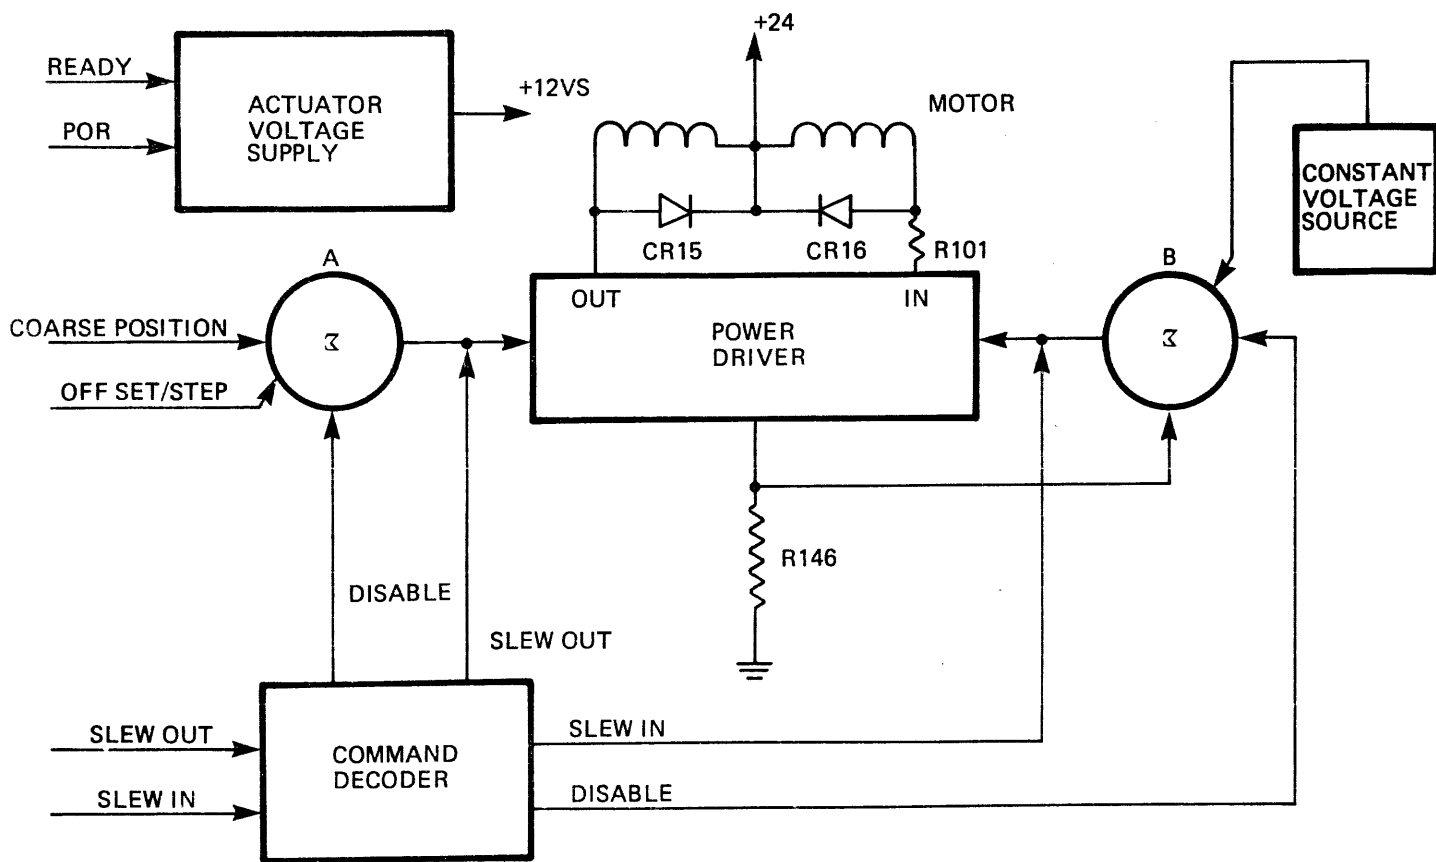 +24
READY
POR
ACTUATOR
VOLTAGE
SUPPLY
+12VS
MOTOR
CONSTANT
VOLTAGE
SOURCE
CR15
CR16
R101
A
B
OUT
IN
COARSE POSITION
Σ
POWER
DRIVER
Σ
OFF SET/STEP
R146
DISABLE
SLEW OUT
SLEW OUT
SLEW IN
COMMAND
DECODER
SLEW IN
DISABLE